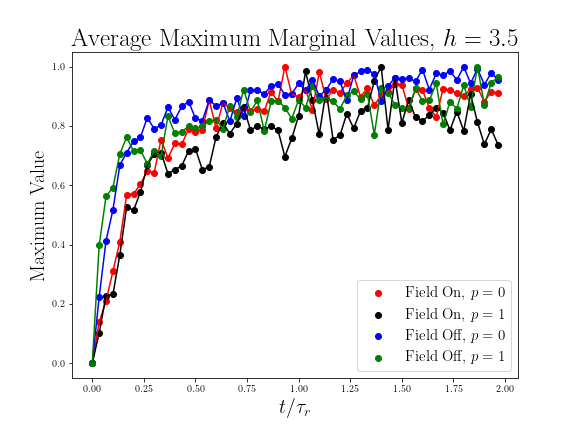 Average Maximum Marginal Values, h = 3.5
Maximum Value
1.0
0.8
0.6
0.4
0.2
0.0
Field On, p = 0
Field On, p = 1
Field Off, p = 0
Field Off, p = 1
0.00 0.25 0.50 0.75 1.00 1.25 1.50 1.75 2.00
t/τr